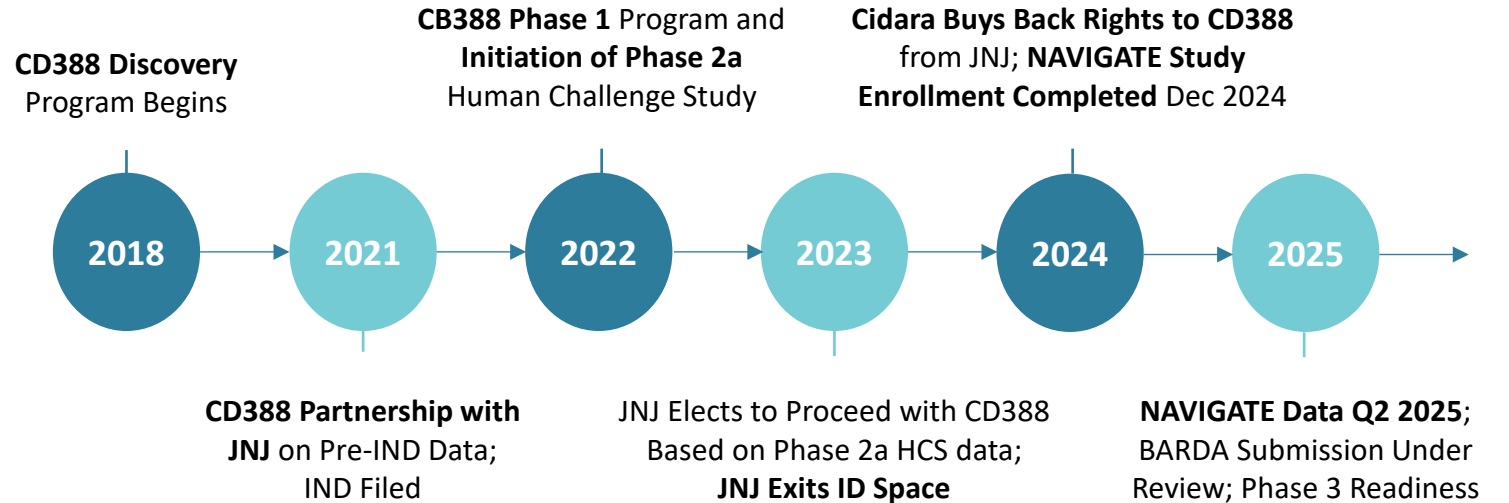 CD388 Discovery
Program Begins
CB388 Phase 1 Program and
Initiation of Phase 2a
Human Challenge Study
Cidara Buys Back Rights to CD388
from JNJ; NAVIGATE Study
Enrollment Completed Dec 2024
2018
2021
2022
2023
2024
2025
CD388 Partnership with
JNJ on Pre-IND Data;
IND Filed
JNJ Elects to Proceed with CD388
Based on Phase 2a HCS data;
JNJ Exits ID Space
NAVIGATE Data Q2 2025;
BARDA Submission Under
Review; Phase 3 Readiness